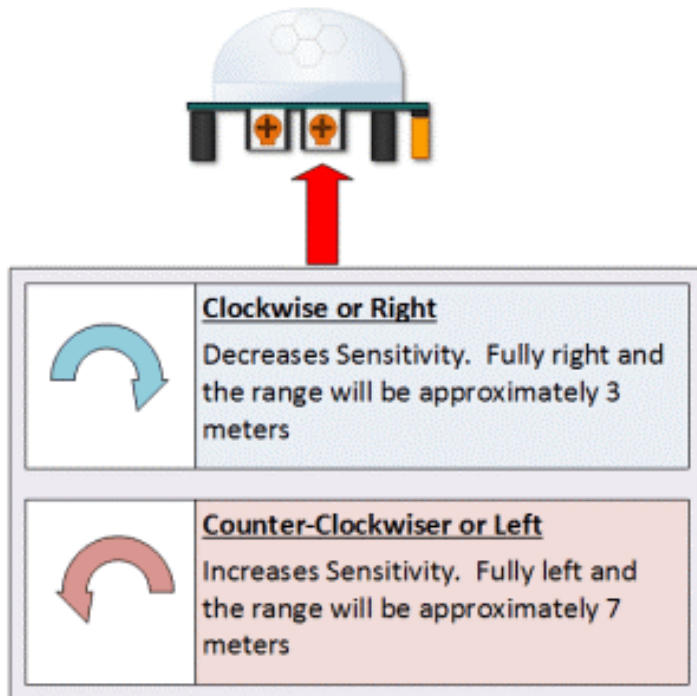 Clockwise or Right
Decreases Sensitivity. Fully right and
the range will be approximately 3
meters
Counter-Clockwiser or Left
Increases Sensitivity. Fully left and
the range will be approximately 7
meters